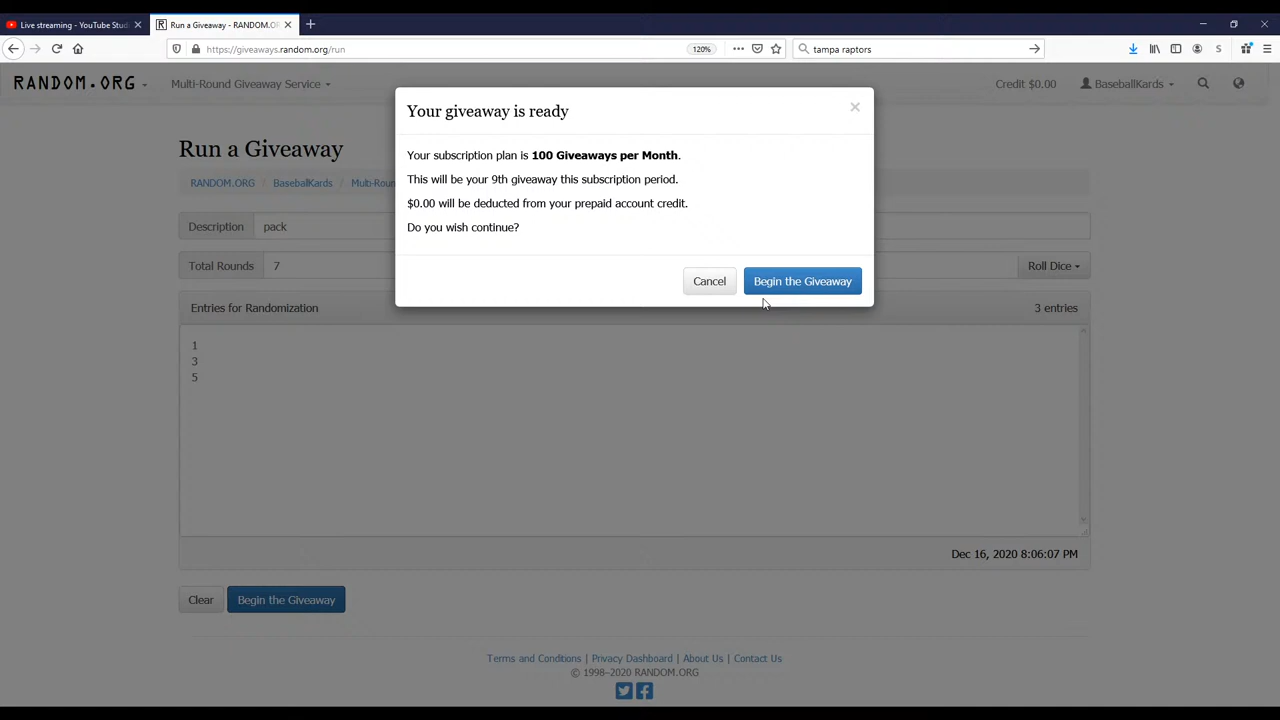 Live streaming - YouTube Stud
Run a Giveaway - RANDOM.OR
https://giveaways.random.org/run
120%
tampa raptors
S
RANDOM.ORG
Multi-Round Giveaway Service
Credit $0.00
BaseballKards
Your giveaway is ready
×
Your subscription plan is 100 Giveaways per Month.
This will be your 9th giveaway this subscription period.
$0.00 will be deducted from your prepaid account credit.
Do you wish continue?
Cancel
Begin the Giveaway
Run a Giveaway
RANDOM.ORG / BaseballKards / Multi-Roun
Description
pack
Total Rounds
7
Roll Dice
Entries for Randomization
3 entries
1
3
5
Dec 16, 2020 8:06:07 PM
Clear
Begin the Giveaway
Terms and Conditions | Privacy Dashboard | About Us | Contact Us
© 1998–2020 RANDOM.ORG